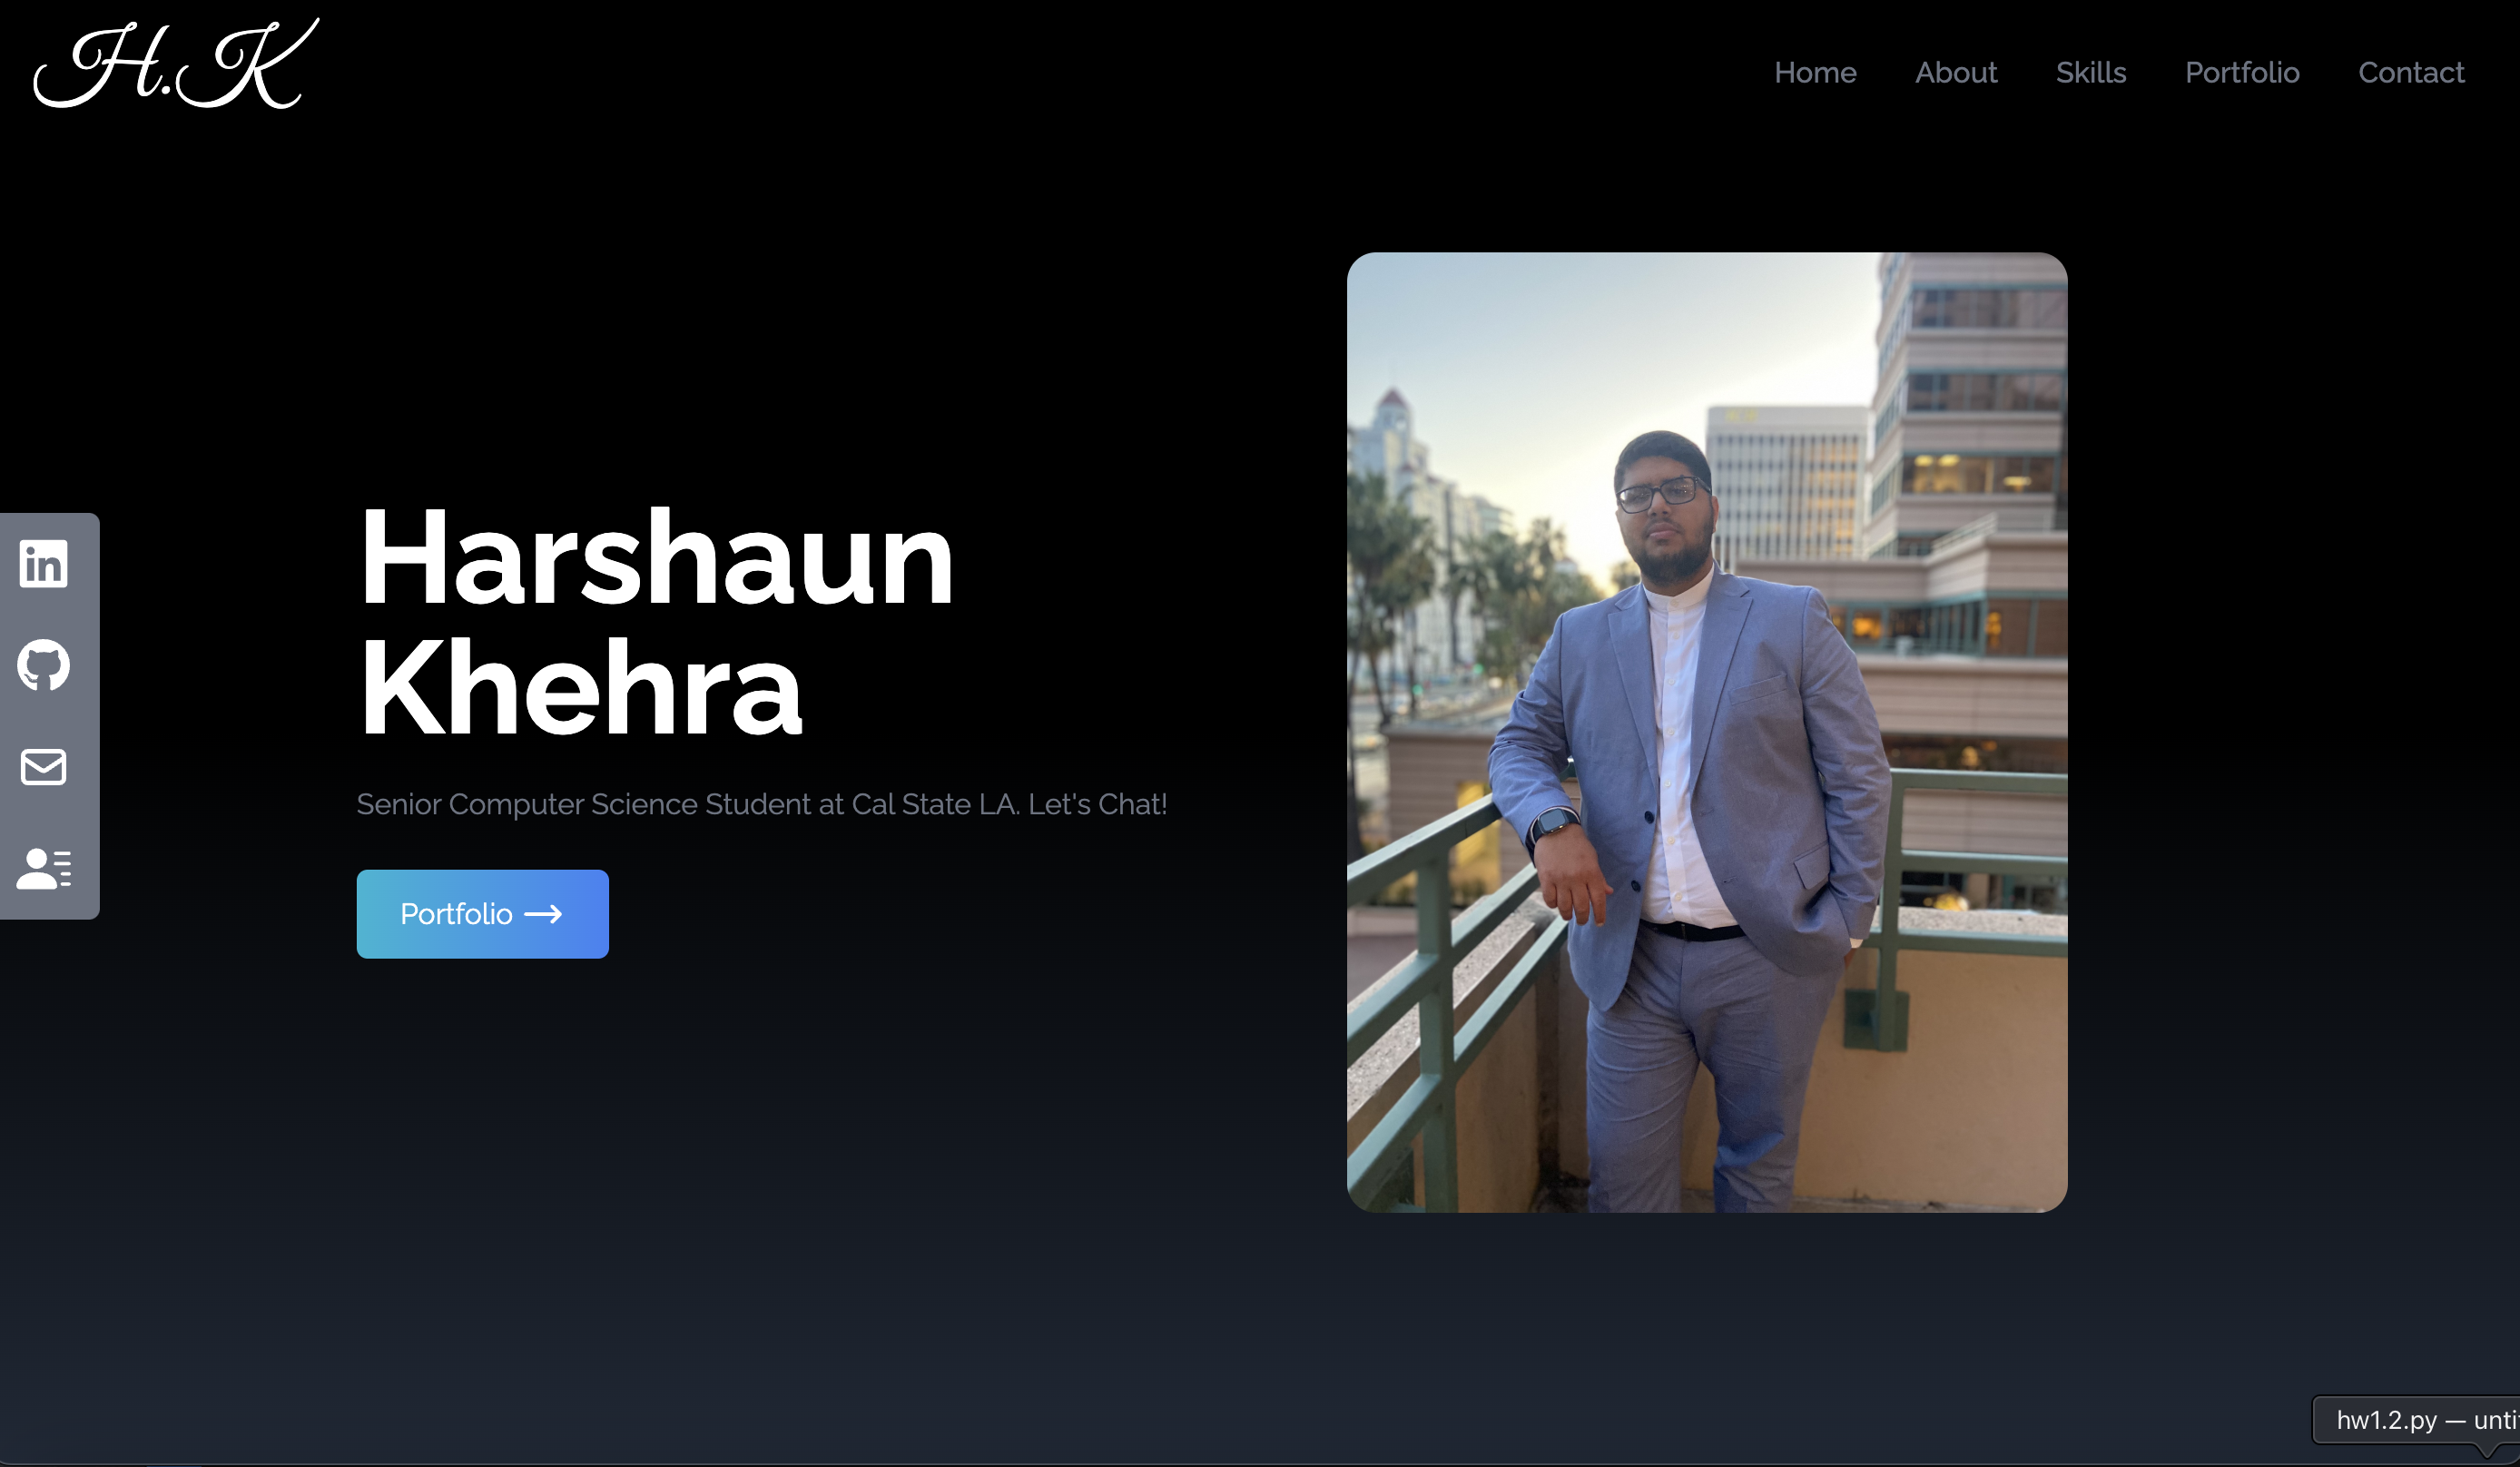 H.K
Home About Skills Portfolio Contact
Harshaun
Khehra
in
Senior Computer Science Student at Cal State LA. Let's Chat!
Portfolio
hw1.2.py —